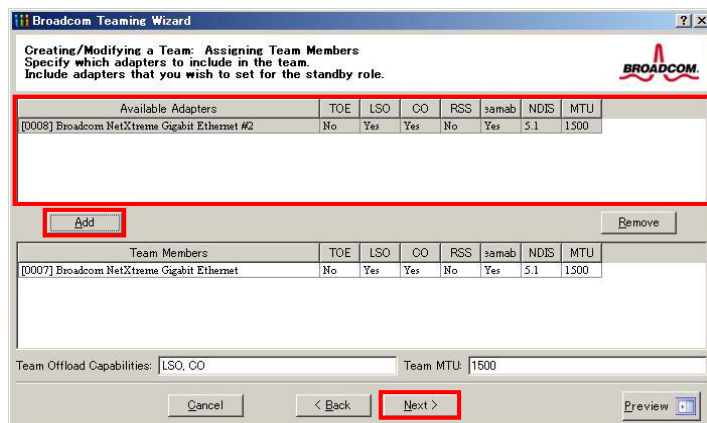 Broadcom Teaming Wizard
Creating/Modifying a Team: Assigning Team Members
Specify which adapters to include in the team.
Include adapters that you wish to set for the standby role.
BROADCOM.
Available Adapters TOE LSO CO RSS eamab NDIS MTU
[0008] Broadcom NetXtreme Gigabit Ethernet #2 No Yes Yes No Yes 5.1 1500
Add Remove
Team Members TOE LSO CO RSS eamab NDIS MTU
[0007] Broadcom NetXtreme Gigabit Ethernet No Yes Yes No Yes 5.1 1500
Team Offload Capabilities: LSO, CO Team MTU: 1500
Cancel < Back Next > Preview